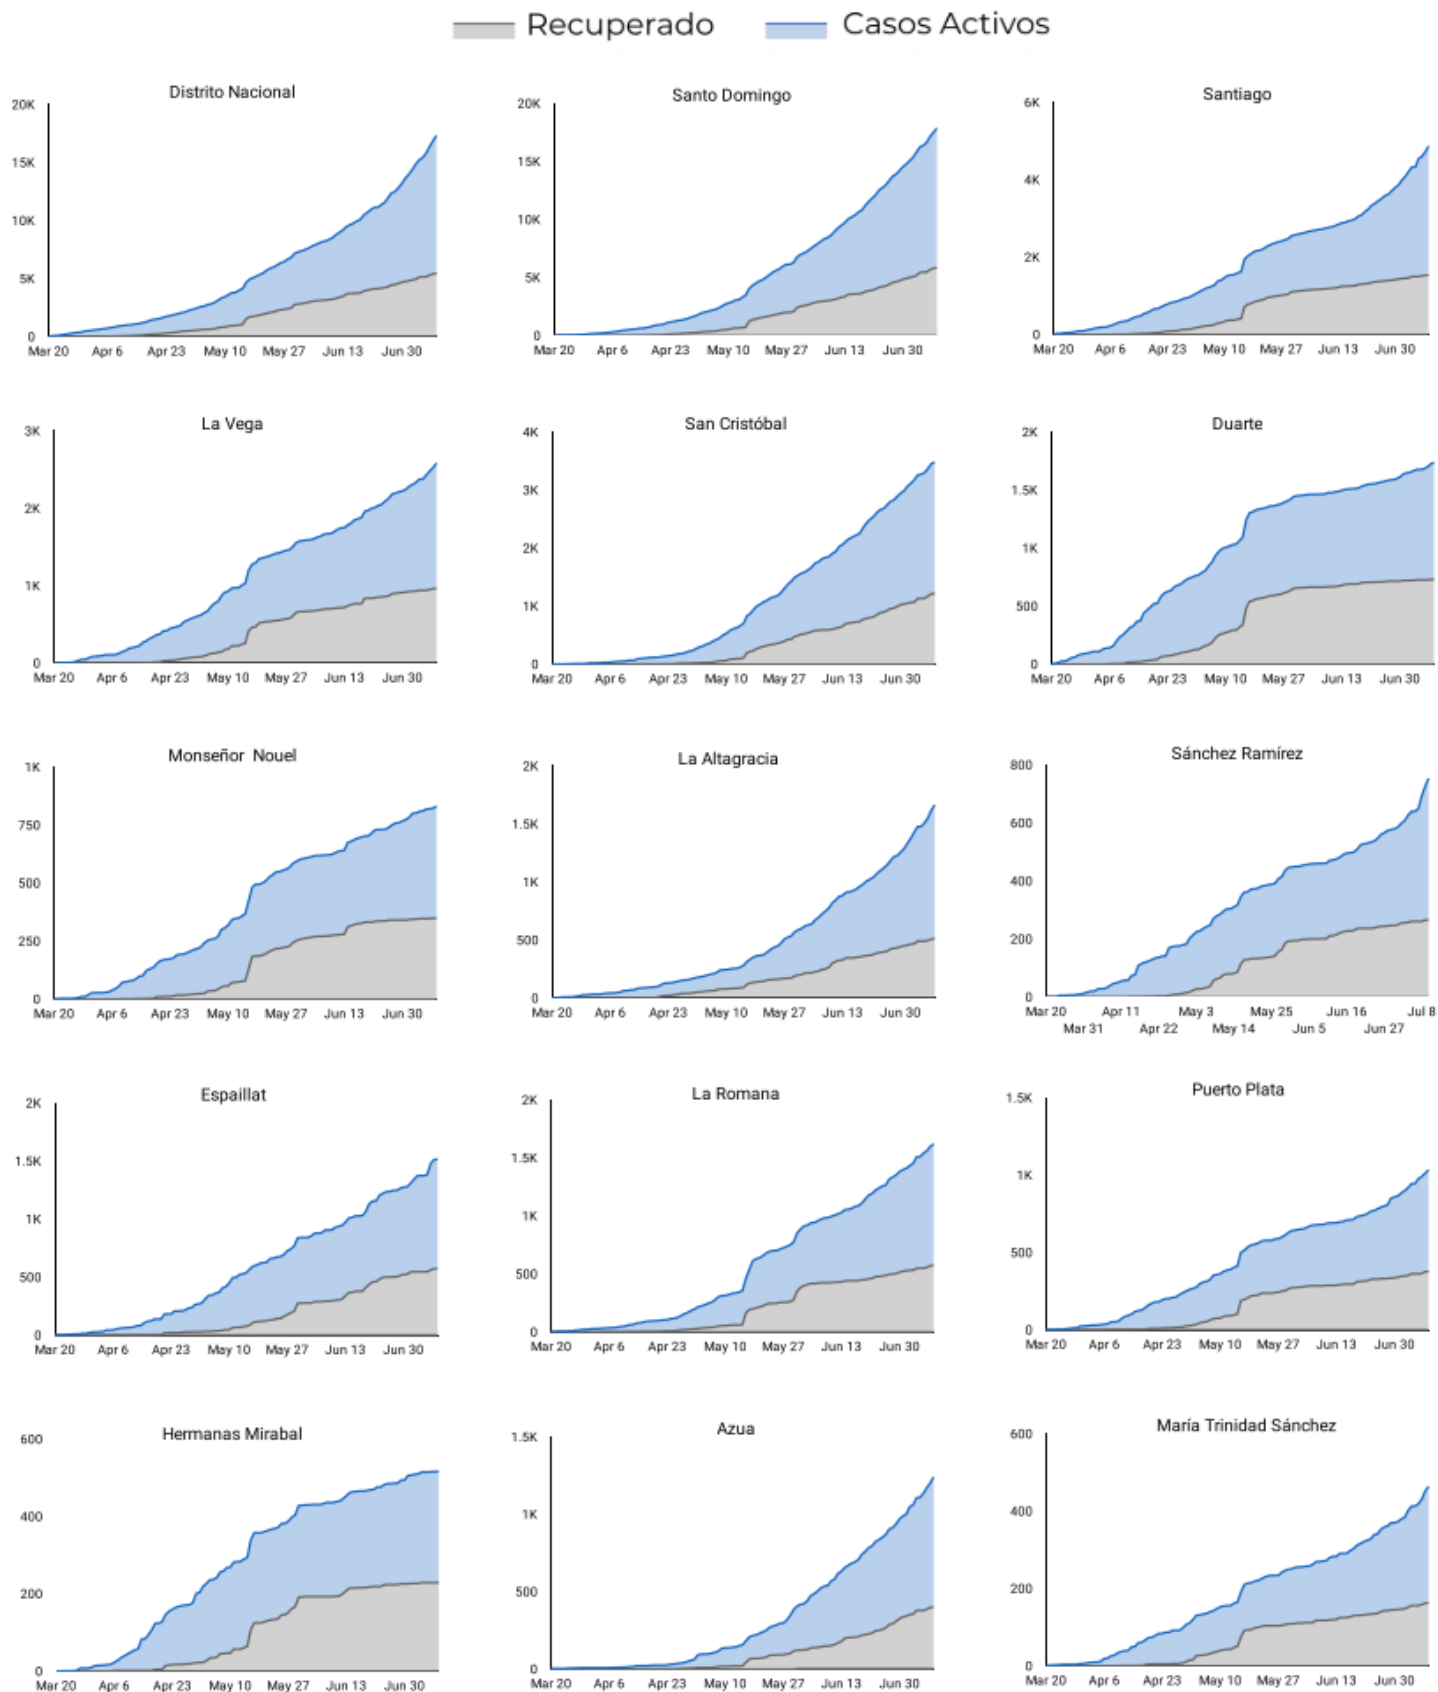 Recuperado Casos Activos
Distrito Nacional
20K
15K
10K
5K
0
Mar 20 Apr 6 Apr 23 May 10 May 27 Jun 13 Jun 30
Santo Domingo
20K
15K
10K
5K
0
Mar 20 Apr 6 Apr 23 May 10 May 27 Jun 13 Jun 30
Santiago
6K
4K
2K
0
Mar 20 Apr 6 Apr 23 May 10 May 27 Jun 13 Jun 30
La Vega
3K
2K
1K
0
Mar 20 Apr 6 Apr 23 May 10 May 27 Jun 13 Jun 30
San Cristóbal
4K
3K
2K
1K
0
Mar 20 Apr 6 Apr 23 May 10 May 27 Jun 13 Jun 30
Duarte
2K
1.5K
1K
500
0
Mar 20 Apr 6 Apr 23 May 10 May 27 Jun 13 Jun 30
Monseñor Nouel
1K
750
500
250
0
Mar 20 Apr 6 Apr 23 May 10 May 27 Jun 13 Jun 30
La Altagracia
2K
1.5K
1K
500
0
Mar 20 Apr 6 Apr 23 May 10 May 27 Jun 13 Jun 30
Sánchez Ramírez
800
600
400
200
0
Mar 20 Apr 11 May 3 May 25 Jun 16 Jul 8
Mar 31 Apr 22 May 14 Jun 5 Jun 27
Espaillat
2K
1.5K
1K
500
0
Mar 20 Apr 6 Apr 23 May 10 May 27 Jun 13 Jun 30
La Romana
2K
1.5K
1K
500
0
Mar 20 Apr 6 Apr 23 May 10 May 27 Jun 13 Jun 30
Puerto Plata
1.5K
1K
500
0
Mar 20 Apr 6 Apr 23 May 10 May 27 Jun 13 Jun 30
Hermanas Mirabal
600
400
200
0
Mar 20 Apr 6 Apr 23 May 10 May 27 Jun 13 Jun 30
Azua
1.5K
1K
500
0
Mar 20 Apr 6 Apr 23 May 10 May 27 Jun 13 Jun 30
María Trinidad Sánchez
600
400
200
0
Mar 20 Apr 6 Apr 23 May 10 May 27 Jun 13 Jun 30